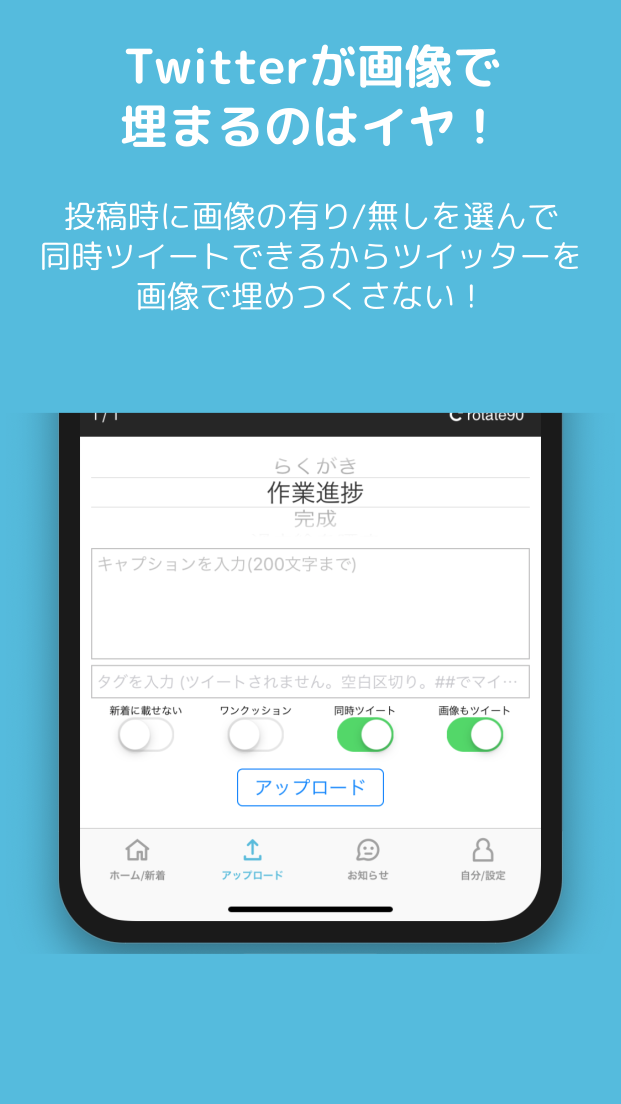 Twitterが画像で
埋まるのはイヤ！
投稿時に画像の有り/無しを選んで
同時ツイートできるからツイッターを
画像で埋めつくさない！
1/1
rotate90
らくがき
作業進捗
完成
キャプションを入力(200文字まで)
タグを入力 (ツイートされません。空白区切り。##でマイ…
新着に載せない
ワンクッション
同時ツイート
画像もツイート
アップロード
ホーム/新着
アップロード
お知らせ
自分/設定